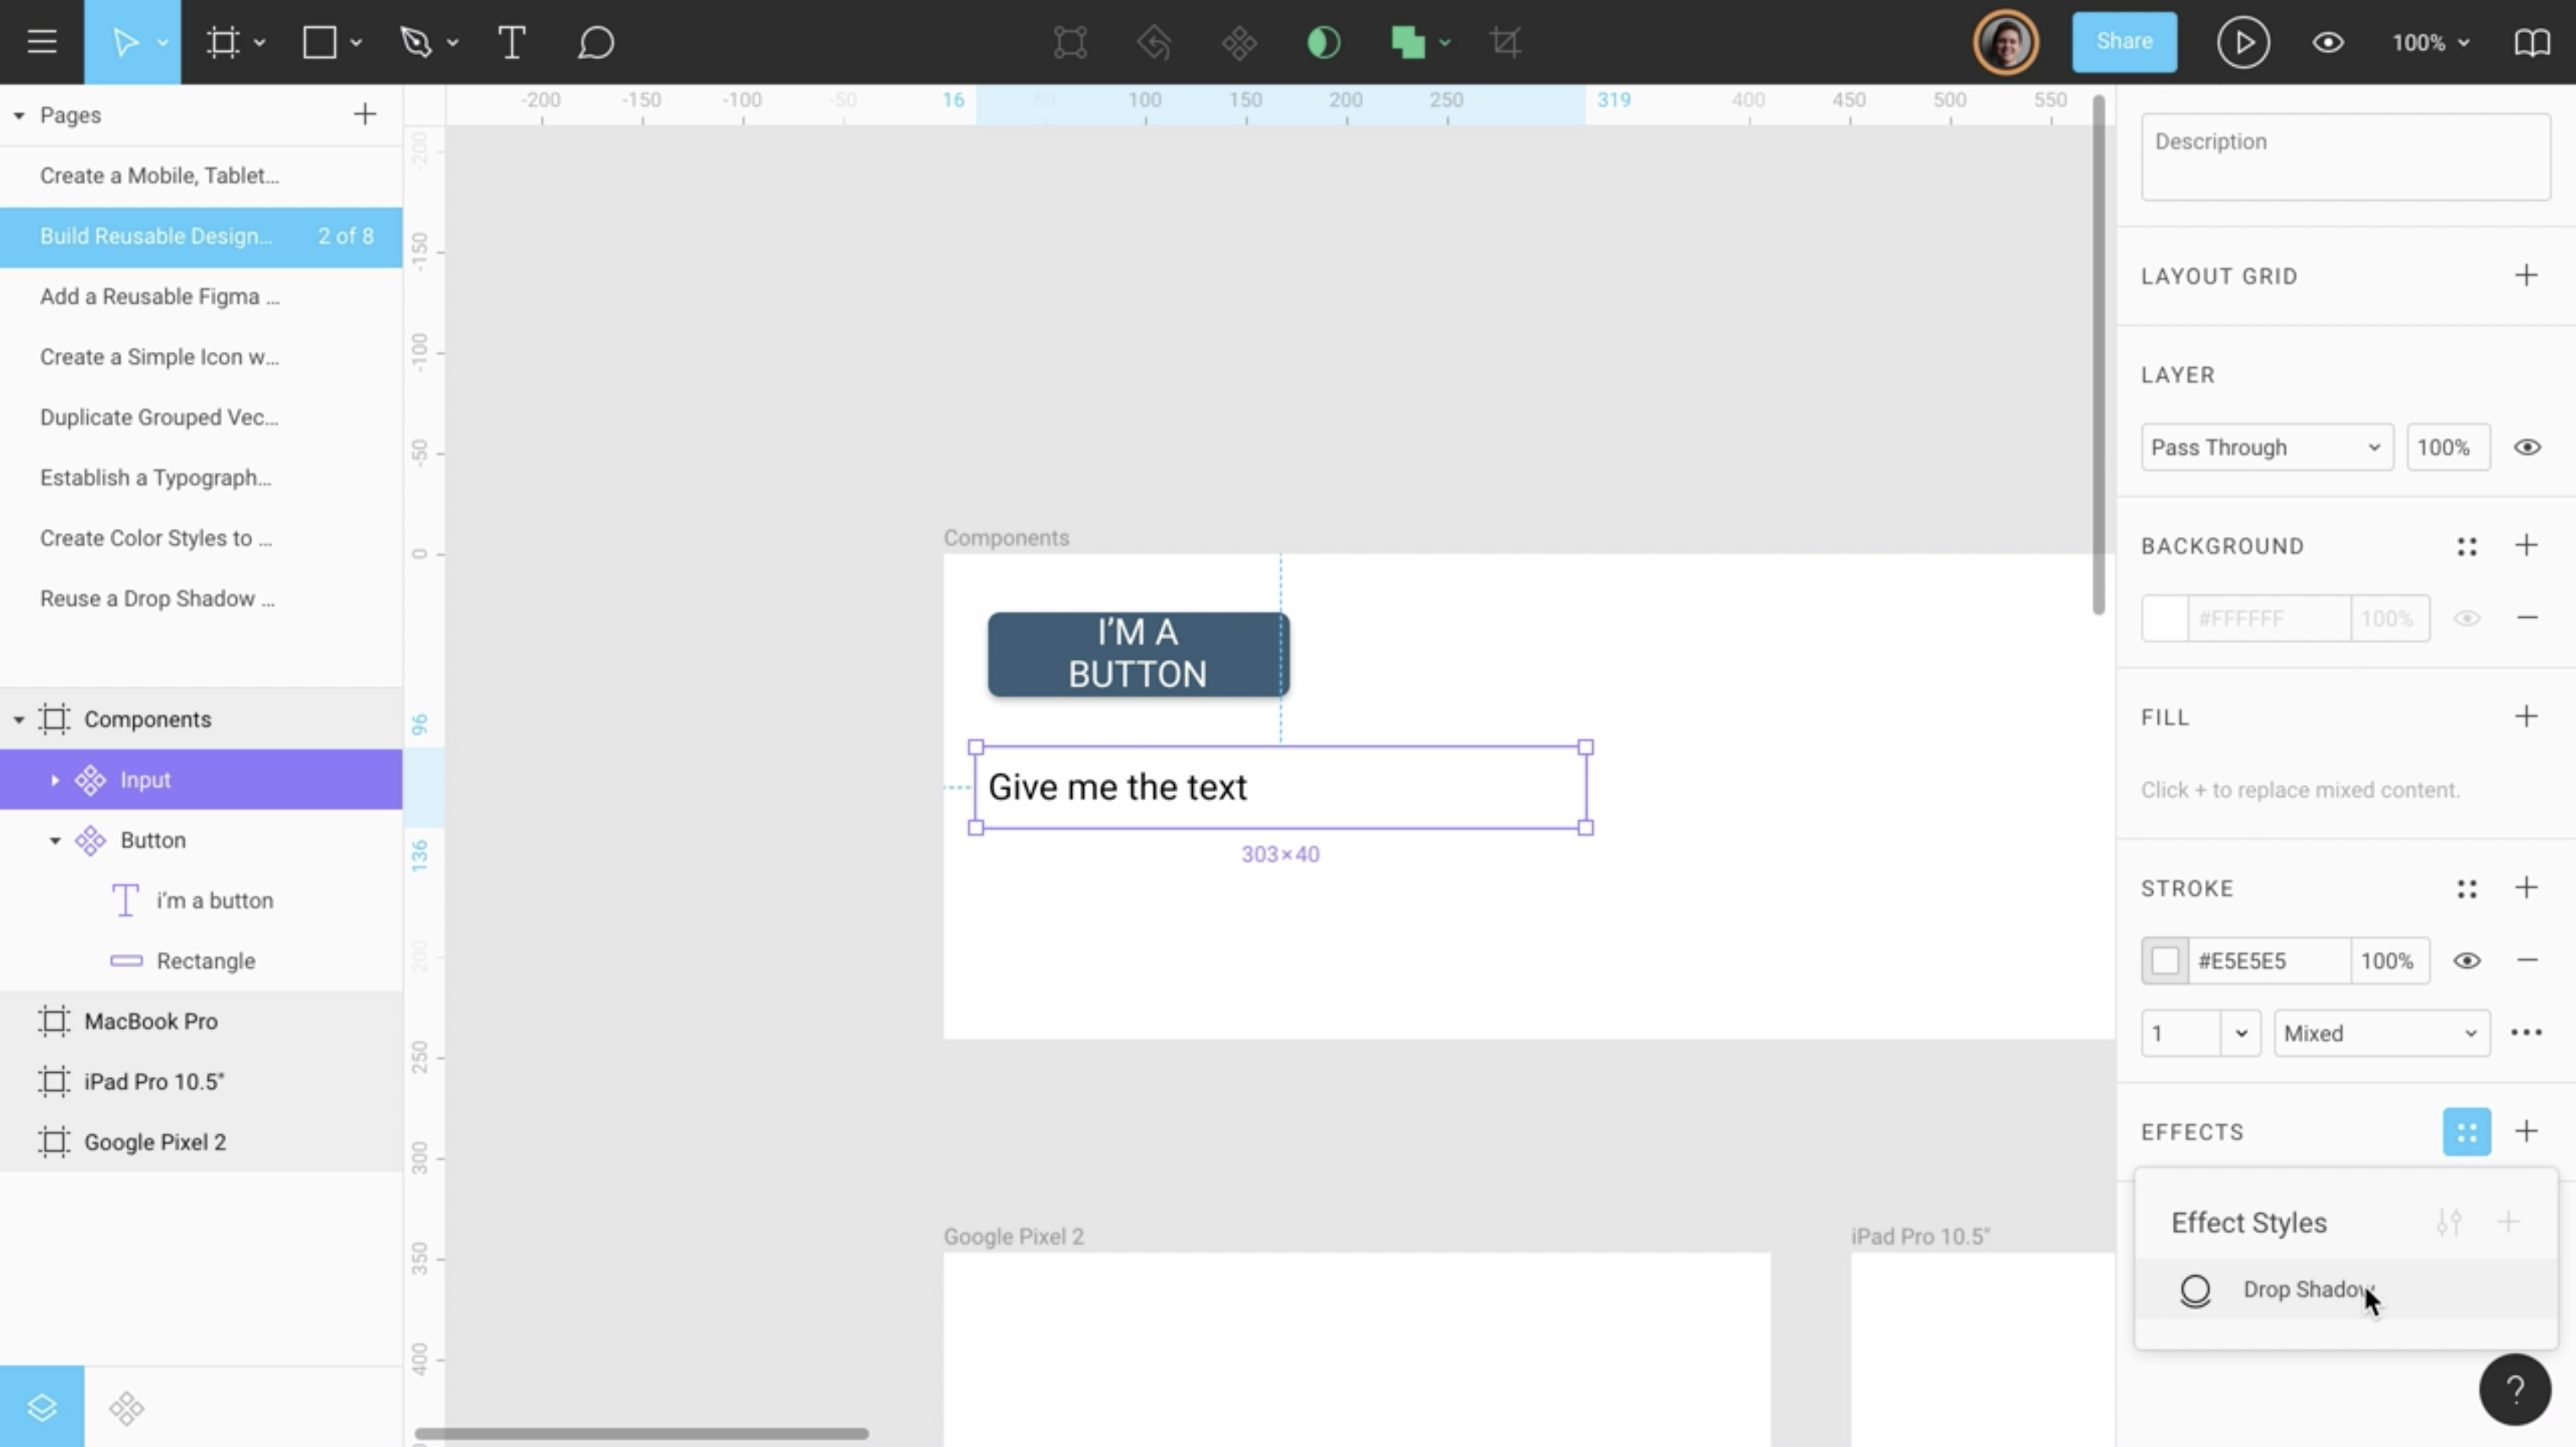 Share
100%
Pages
Create a Mobile, Tablet...
Build Reusable Design... 2 of 8
Add a Reusable Figma ...
Create a Simple Icon w...
Duplicate Grouped Vec...
Establish a Typograph...
Create Color Styles to ...
Reuse a Drop Shadow ...
Components
Input
Button
i'm a button
Rectangle
MacBook Pro
iPad Pro 10.5"
Google Pixel 2
-200 -150 -100 -50 16 50 100 150 200 250 319 400 450 500 550
-200
-150
-100
-50
0
96
136
200
250
300
350
400
Components
I’M A
BUTTON
Give me the text
303×40
Google Pixel 2
iPad Pro 10.5"
Description
LAYOUT GRID
LAYER
Pass Through 100%
BACKGROUND
#FFFFFF 100%
FILL
Click + to replace mixed content.
STROKE
#E5E5E5 100%
1 Mixed
EFFECTS
Effect Styles
Drop Shadow
?